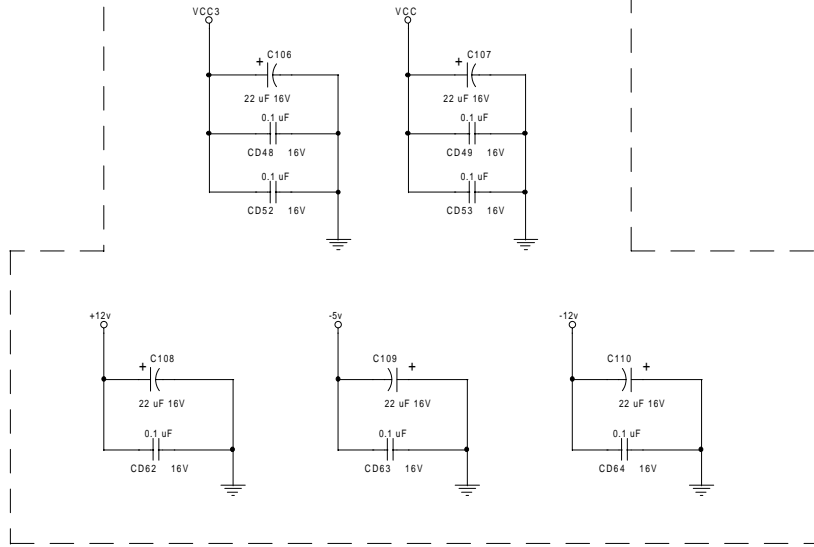 VCC3
VCC
+ C106
+ C107
22 uF 16V
22 uF 16V
0.1 uF
0.1 uF
CD48 16V
CD49 16V
0.1 uF
0.1 uF
CD52 16V
CD53 16V
+12v
-5v
-12v
+ C108
C109 +
C110 +
22 uF 16V
22 uF 16V
22 uF 16V
0.1 uF
0.1 uF
0.1 uF
CD62 16V
CD63 16V
CD64 16V